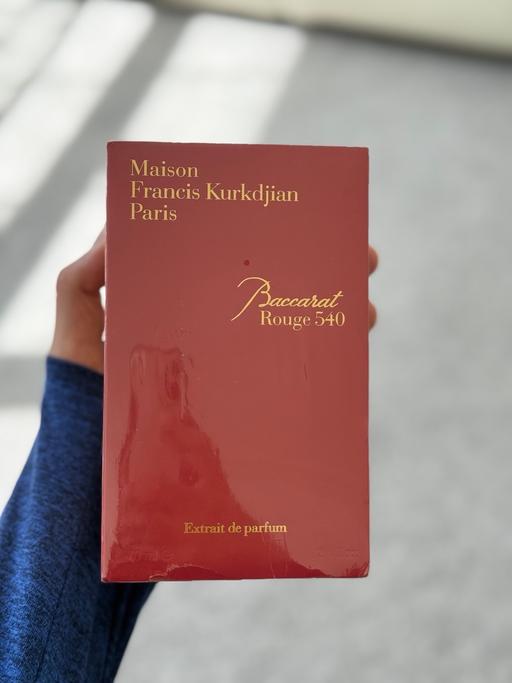 Maison
Francis Kurkdjian
Paris
Baccarat
Rouge 540
Extrait de parfum